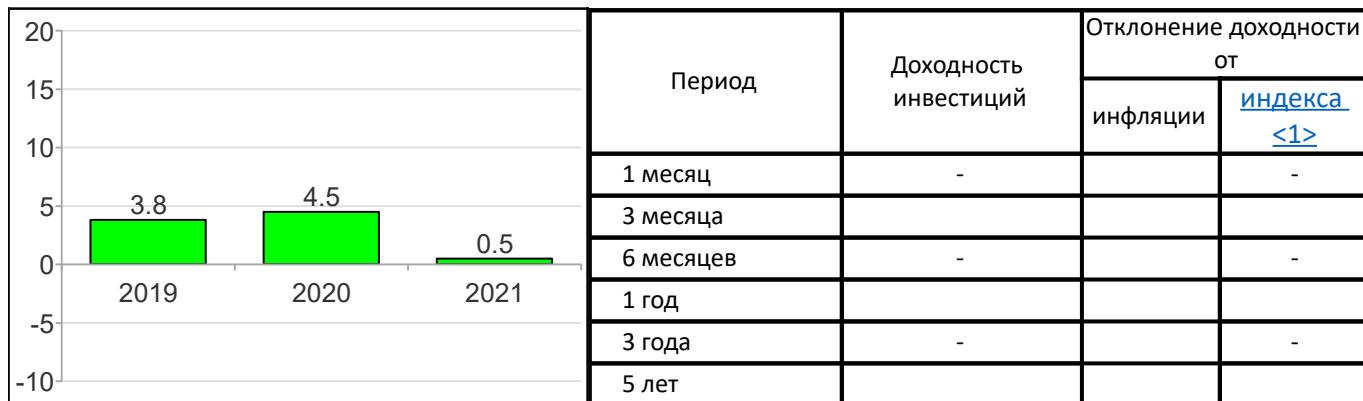 20
15
10
5
0
-5
-10
3.8
4.5
0.5
2019
2020
2021
Период
Доходность
инвестиций
Отклонение доходности
от
инфляции
индекса
<1>
1 месяц - -
3 месяца
6 месяцев - -
1 год
3 года - -
5 лет